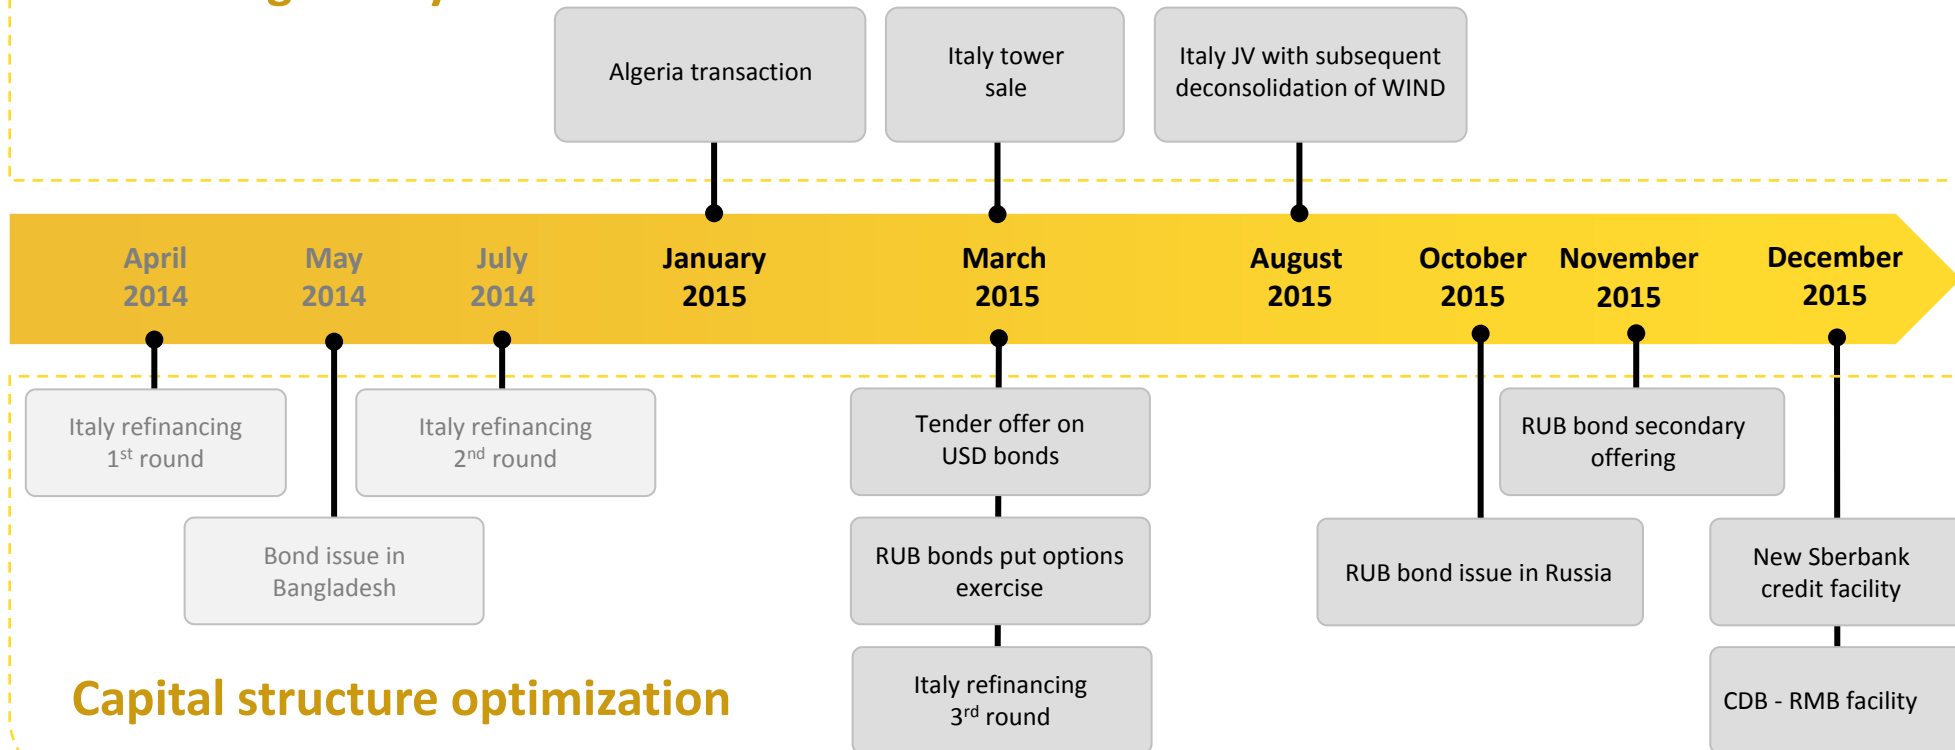 Algeria transaction
Italy tower
sale
Italy JV with subsequent
deconsolidation of WIND
April
2014
May
2014
July
2014
January
2015
March
2015
August
2015
October
2015
November
2015
December
2015
Italy refinancing
1st round
Bond issue in
Bangladesh
Italy refinancing
2nd round
Tender offer on
USD bonds
RUB bonds put options
exercise
Italy refinancing
3rd round
RUB bond issue in Russia
RUB bond secondary
offering
New Sberbank
credit facility
CDB - RMB facility
Capital structure optimization